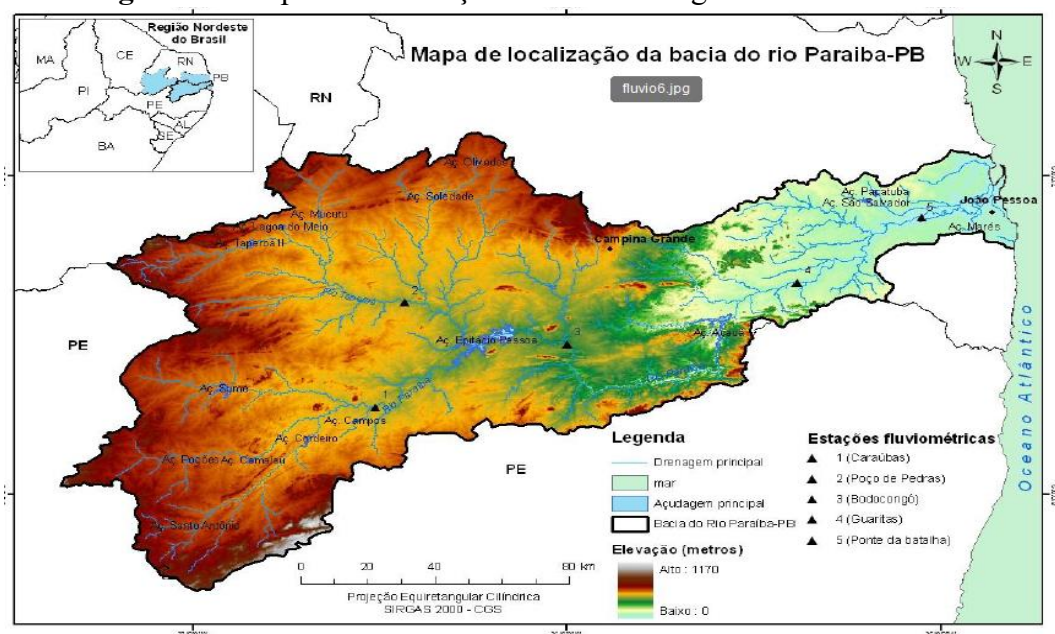 Região Nordeste
do Brasil
MA
CE
RN
PB
PI
PE
AL
SE
BA
Mapa de localização da bacia do rio Paraiba-PB
fluvio6.jpg
N
W
E
S
RN
Aç. Olivedos
Aç. Soledade
Aç. Mucutu
Lagoa do Meio
Taperoá II
Campina Grande
Aç. Pacatuba
Aç. São Salvador
João Pessoa
5
Aç. Marés
4
2
PE
Aç. Epitácio Pessoa
3
Aç. Acauã
Aç. Sumé
1
Rio Paraíba
Aç. Campos
Aç. Cordeiro
Aç. Poções
Aç. Camalaú
Aç. Santo Antônio
PE
Oceano Atlântico
Legenda
Drenagem principal
mar
Açudagem principal
Bacia do Rio Paraíba-PB
Elevação (metros)
Alto : 1170
Baixo : 0
Estações fluviométricas
1 (Caraúbas)
2 (Poço de Pedras)
3 (Bodocongó)
4 (Guaritas)
5 (Ponte da batalha)
0 20 40 80 km
Projeção Equiretangular Cilíndrica
SIRGAS 2000 - CGS